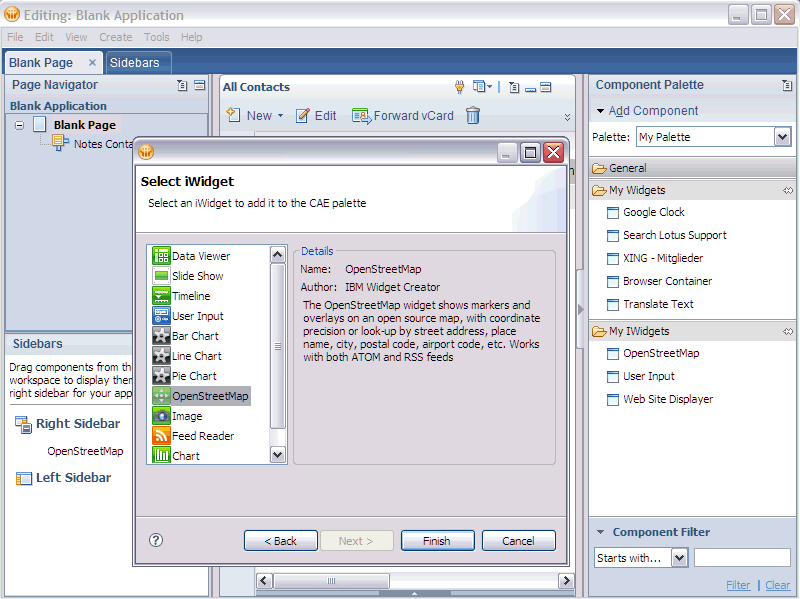 Editing: Blank Application
File Edit View Create Tools Help
Blank Page
Sidebars
Page Navigator
Blank Application
Blank Page
Notes Conta
Sidebars
Drag components from the
workspace to display then
right sidebar for your app
Right Sidebar
OpenStreetMap
Left Sidebar
All Contacts
New
Edit
Forward vCard
Select iWidget
Select an iWidget to add it to the CAE palette
Data Viewer
Slide Show
Timeline
User Input
Bar Chart
Line Chart
Pie Chart
OpenStreetMap
Image
Feed Reader
Chart
Details
Name: OpenStreetMap
Author: IBM Widget Creator
The OpenStreetMap widget shows markers and
overlays on an open source map, with coordinate
precision or look-up by street address, place
name, city, postal code, airport code, etc. Works
with both ATOM and RSS feeds
< Back
Next >
Finish
Cancel
Component Palette
Add Component
Palette: My Palette
General
My Widgets
Google Clock
Search Lotus Support
XING - Mitglieder
Browser Container
Translate Text
My IWidgets
OpenStreetMap
User Input
Web Site Displayer
Component Filter
Starts with...
Filter | Clear